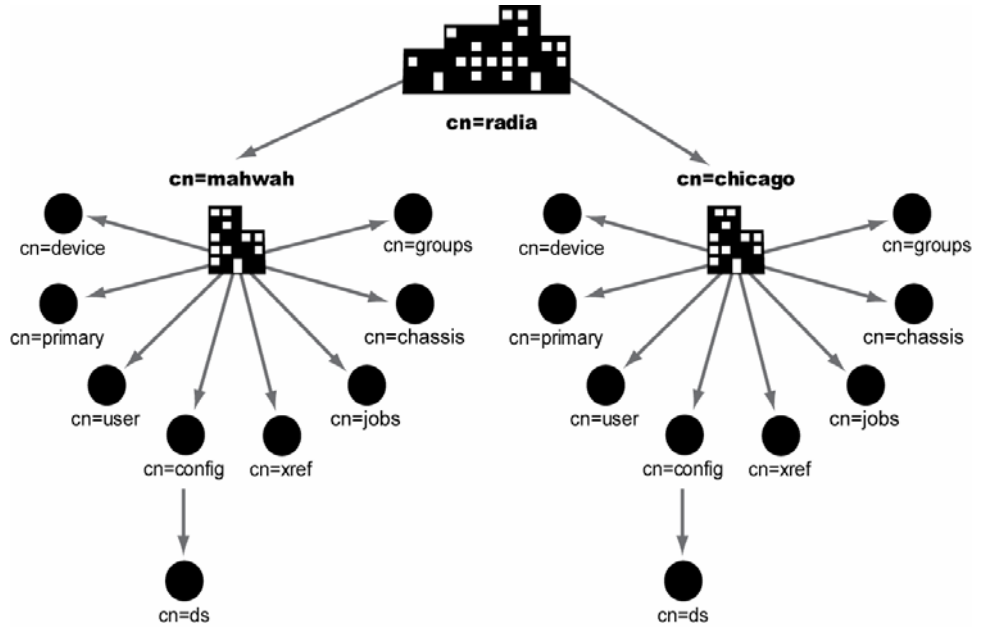 cn=radia
cn=mahwah
cn=chicago
cn=device
cn=groups
cn=device
cn=groups
cn=primary
cn=chassis
cn=primary
cn=chassis
cn=user
cn=jobs
cn=user
cn=jobs
cn=config
cn=xref
cn=config
cn=xref
cn=ds
cn=ds